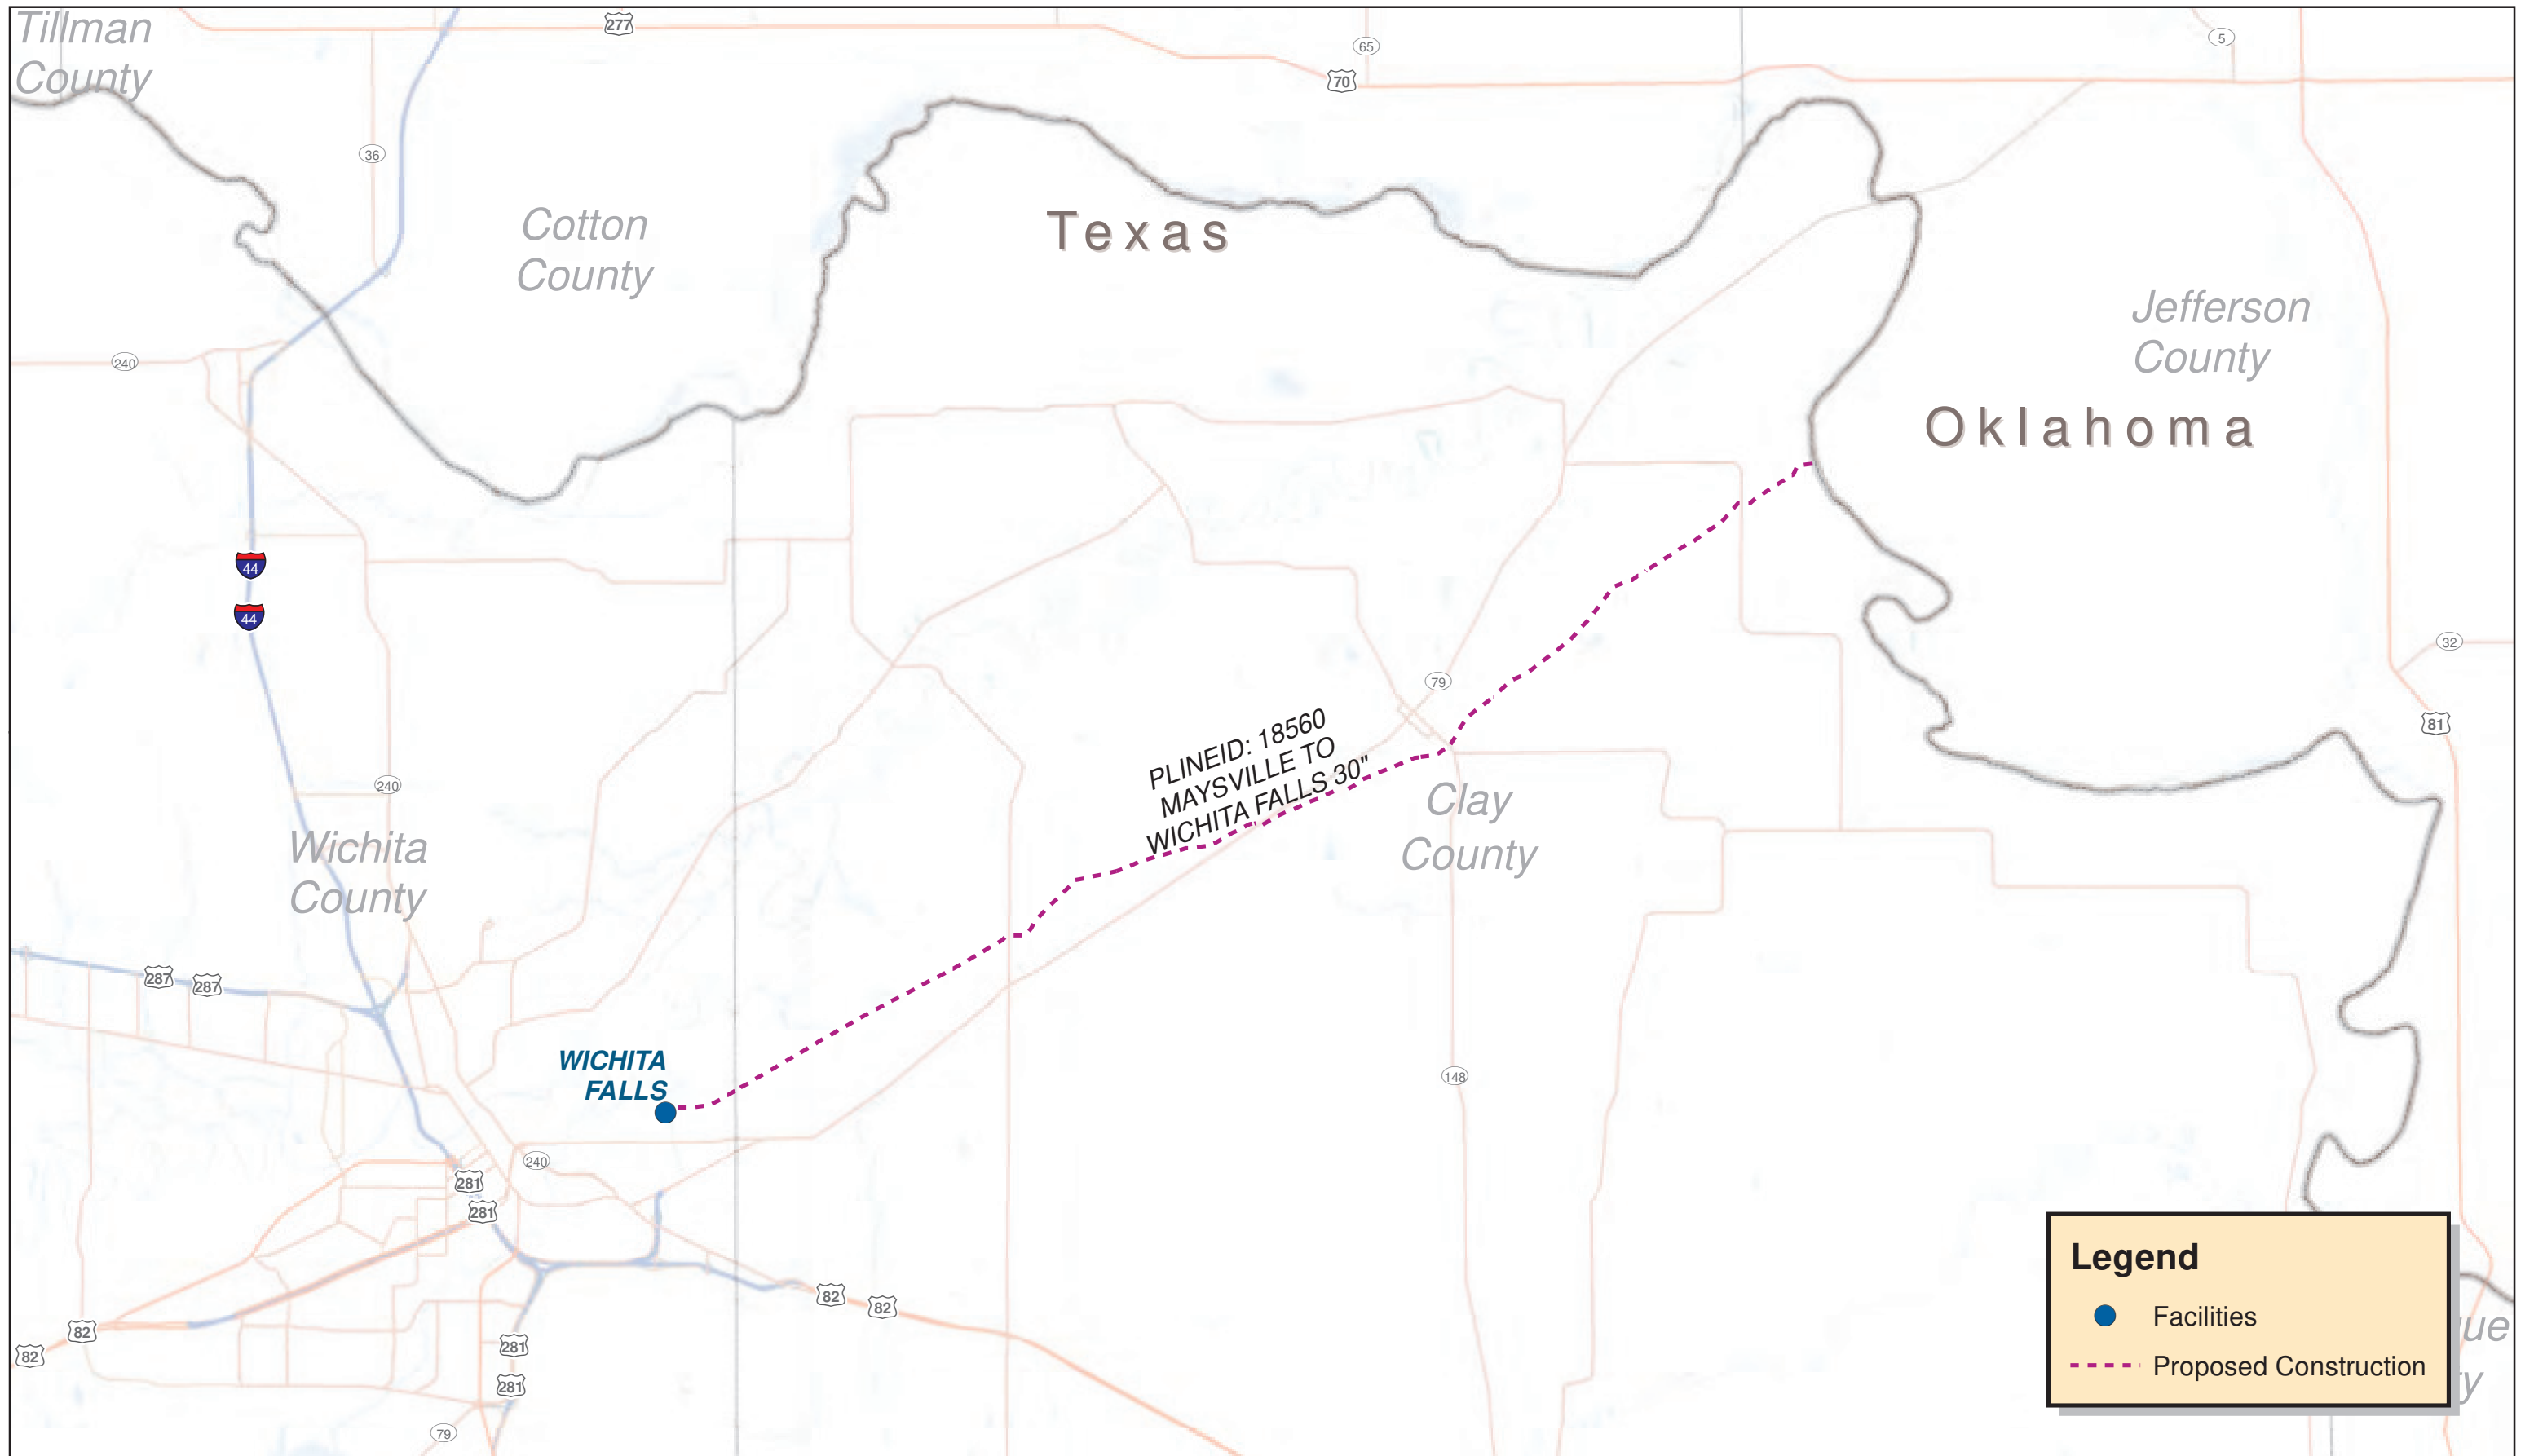 Tillman
County
277
65
5
70
36
Cotton
County
Texas
Jefferson
County
240
Oklahoma
44
44
32
79
81
PLINEID: 18560
MAYSVILLE TO
WICHITA FALLS 30"
240
Clay
County
Wichita
County
287
287
WICHITA
FALLS
148
240
281
281
82
82
82
82
281
281
79
Legend
Facilities
Proposed Construction
ue
y